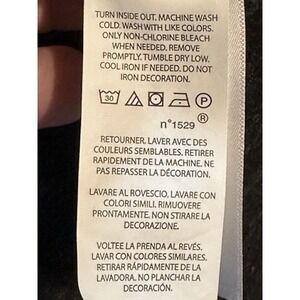 TURN INSIDE OUT. MACHINE WASH
COLD. WASH WITH LIKE COLORS.
ONLY NON-CHLORINE BLEACH
WHEN NEEDED. REMOVE
PROMPTLY. TUMBLE DRY LOW.
COOL IRON IF NEEDED. DO NOT
IRON DECORATION.
30 P
n°1529 ®
RETOURNER. LAVER AVEC DES
COULEURS SEMBLABLES. RETIRER
RAPIDEMENT DE LA MACHINE. NE
PAS REPASSER LA DÉCORATION.
LAVARE AL ROVESCIO. LAVARE CON
COLORI SIMILI. RIMUOVERE
PRONTAMENTE. NON STIRARE LA
DECORAZIONE.
VOLTEE LA PRENDA AL REVÉS.
LAVAR CON COLORES SIMILARES.
RETIRAR RÁPIDAMENTE DE LA
LAVADORA. NO PLANCHAR LA
DECORACIÓN.